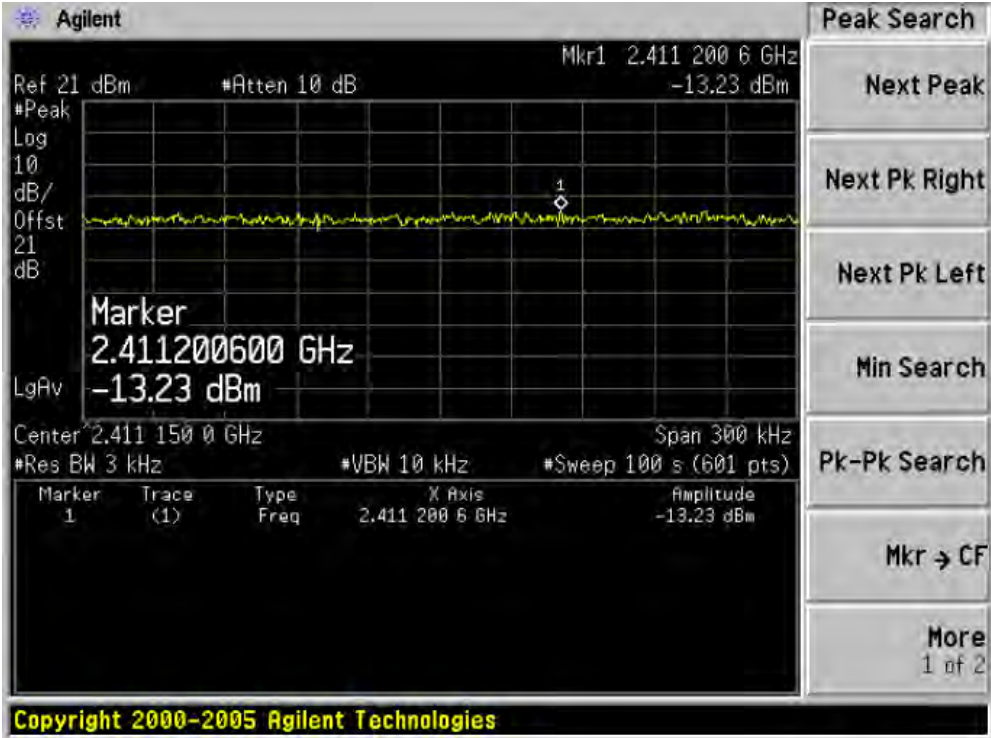 Agilent
Peak Search
Mkr1 2.411 200 6 GHz
Ref 21 dBm #Atten 10 dB -13.23 dBm
#Peak
Log
10
dB/
Offst
21
dB
1
Marker
2.411200600 GHz
-13.23 dBm
LgAv
Center 2.411 150 0 GHz Span 300 kHz
#Res BW 3 kHz #VBW 10 kHz #Sweep 100 s (601 pts)
Marker Trace Type X Axis Amplitude
1 (1) Freq 2.411 200 6 GHz -13.23 dBm
Next Peak
Next Pk Right
Next Pk Left
Min Search
Pk-Pk Search
Mkr → CF
More
1 of 2
Copyright 2000-2005 Agilent Technologies